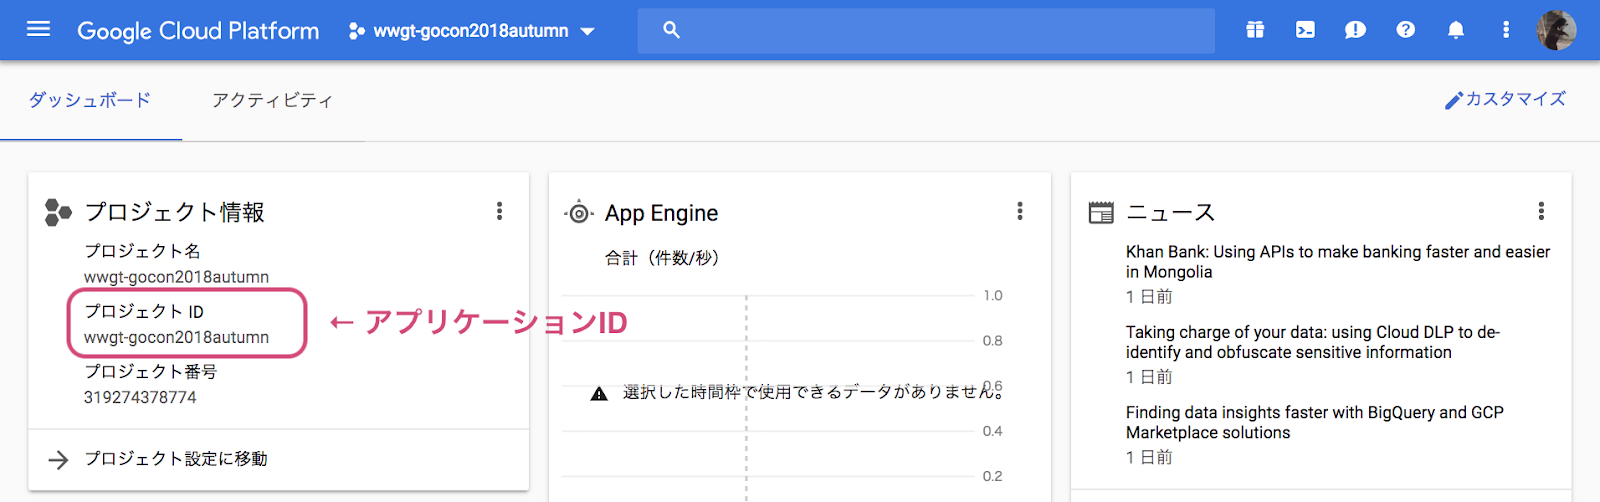 Google Cloud Platform
wwgt-gocon2018autumn
ダッシュボード
アクティビティ
カスタマイズ
プロジェクト情報
プロジェクト名
wwgt-gocon2018autumn
プロジェクト ID
wwgt-gocon2018autumn
← アプリケーションID
プロジェクト番号
319274378774
プロジェクト設定に移動
App Engine
合計（件数/秒）
1.0
0.8
0.6
選択した時間枠で使用できるデータがありません。
0.4
0.2
ニュース
Khan Bank: Using APIs to make banking faster and easier
in Mongolia
1 日前
Taking charge of your data: using Cloud DLP to de-
identify and obfuscate sensitive information
1 日前
Finding data insights faster with BigQuery and GCP
Marketplace solutions
1 日前